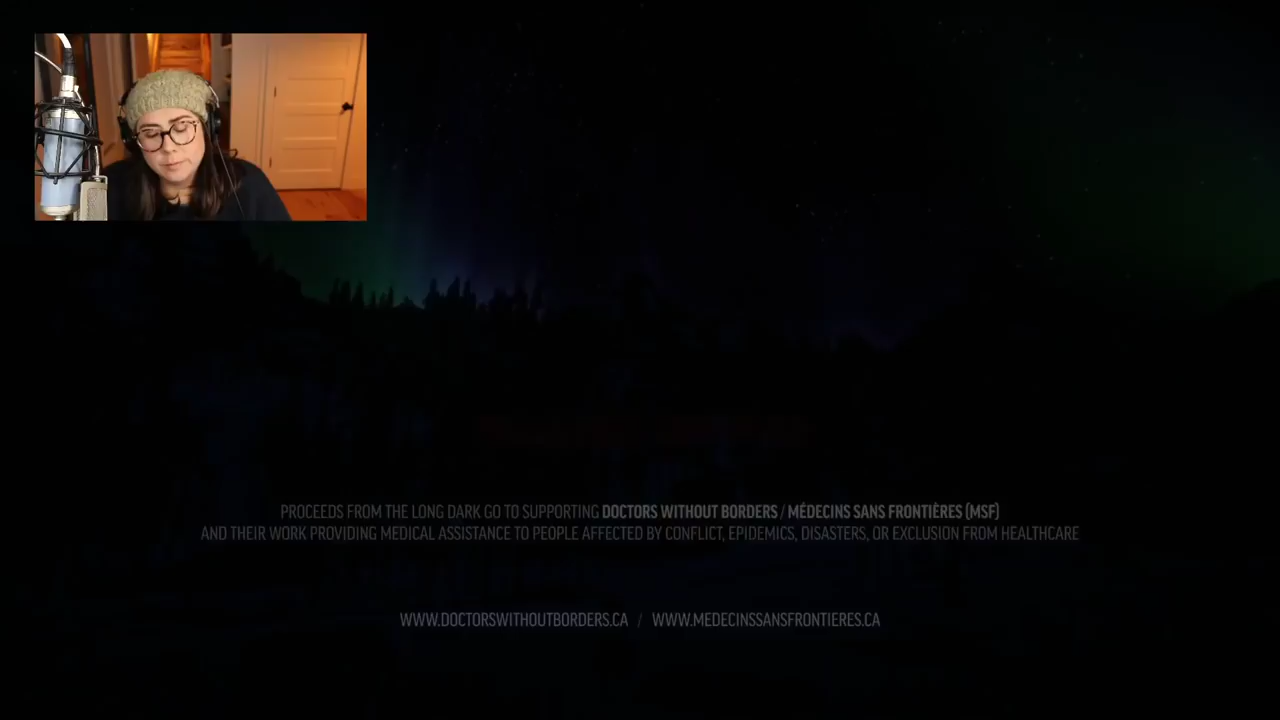 PROCEEDS FROM THE LONG DARK GO TO SUPPORTING DOCTORS WITHOUT BORDERS / MÉDECINS SANS FRONTIÈRES (MSF)
AND THEIR WORK PROVIDING MEDICAL ASSISTANCE TO PEOPLE AFFECTED BY CONFLICT, EPIDEMICS, DISASTERS, OR EXCLUSION FROM HEALTHCARE
WWW.DOCTORSWITHOUTBORDERS.CA / WWW.MEDECINSSANSFRONTIERES.CA